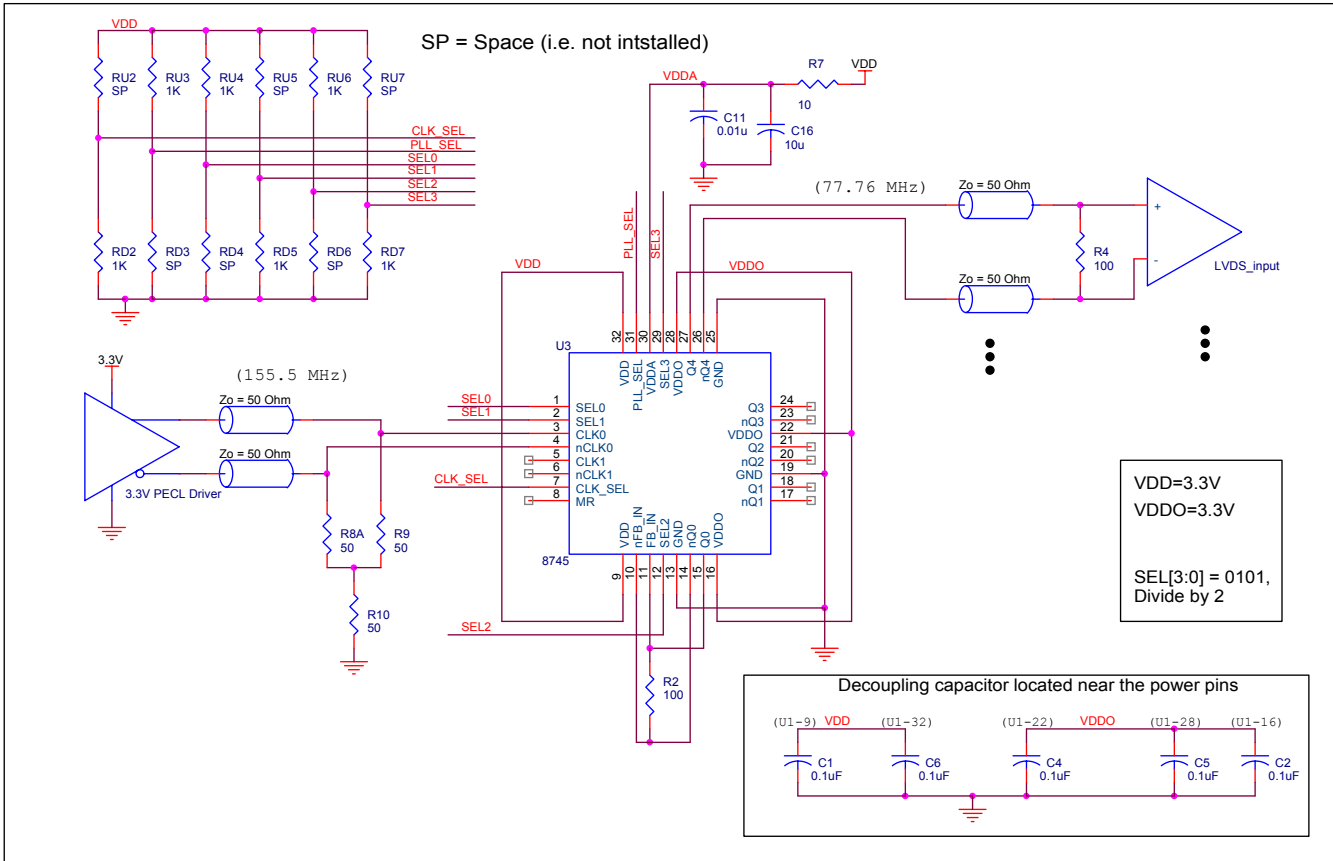 VDD
SP = Space (i.e. not intstalled)
RU2
SP
RU3
1K
RU4
1K
RU5
SP
RU6
1K
RU7
SP
CLK_SEL
PLL_SEL
SEL0
SEL1
SEL2
SEL3
RD2
1K
RD3
SP
RD4
SP
RD5
1K
RD6
SP
RD7
1K
VDDA
R7
10
VDD
C11
0.01u
C16
10u
(77.76 MHz)
Zo = 50 Ohm
Zo = 50 Ohm
+
-
R4
100
LVDS_input
PLL_SEL
SEL3
VDD
VDDO
3.3V
(155.5 MHz)
Zo = 50 Ohm
Zo = 50 Ohm
3.3V PECL Driver
R8A
50
R9
50
R10
50
SEL0
SEL1
CLK_SEL
SEL2
U3
8745
32
31
30
29
28
27
26
25
VDD
PLL_SEL
VDDA
SEL3
VDDO
Q4
nQ4
GND
1
SEL0
2
SEL1
3
CLK0
4
nCLK0
5
CLK1
6
nCLK1
7
CLK_SEL
8
MR
Q3
24
nQ3
23
VDDO
22
Q2
21
nQ2
20
GND
19
Q1
18
nQ1
17
VDD
nFB_IN
FB_IN
SEL2
GND
nQ0
Q0
VDDO
9
10
11
12
13
14
15
16
R2
100
VDD=3.3V
VDDO=3.3V
SEL[3:0] = 0101,
Divide by 2
Decoupling capacitor located near the power pins
(U1-9)
VDD
(U1-32)
(U1-22)
VDDO
(U1-28)
(U1-16)
C1
0.1uF
C6
0.1uF
C4
0.1uF
C5
0.1uF
C2
0.1uF